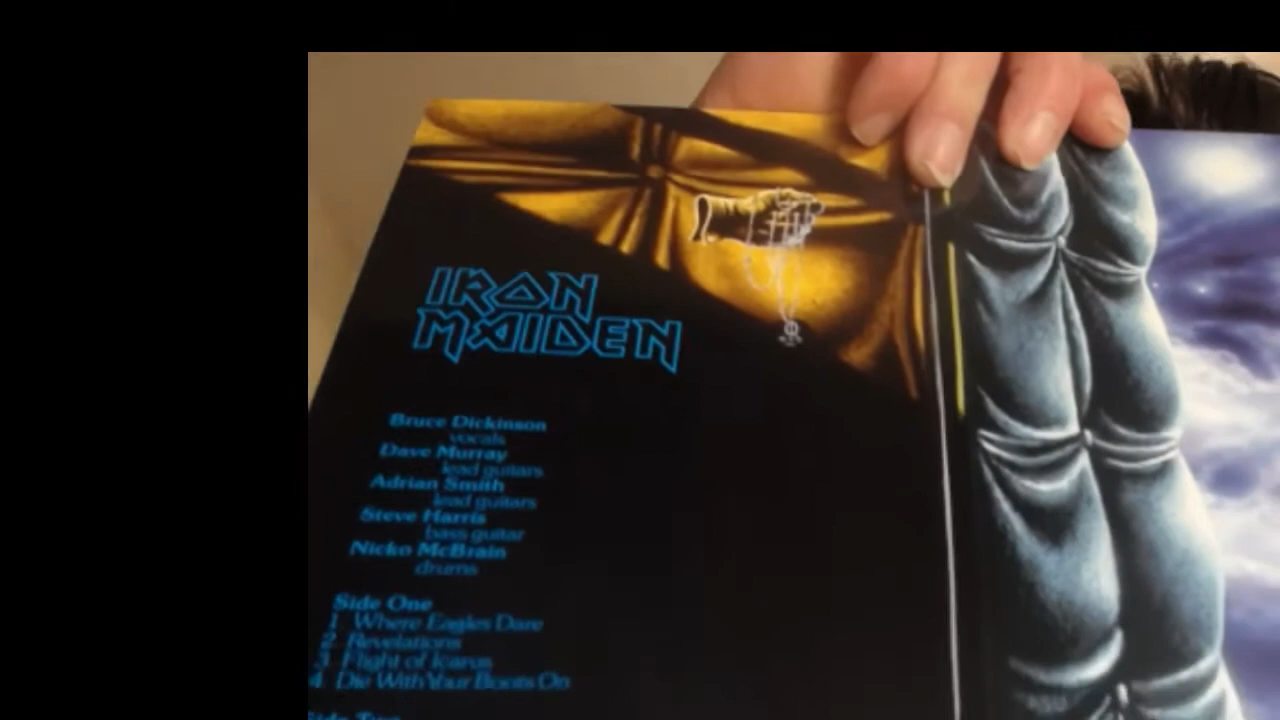 IRON
MAIDEN
Bruce Dickinson
vocals
Dave Murray
lead guitars
Adrian Smith
lead guitars
Steve Harris
bass guitar
Nicko McBrain
drums
Side One
1 Where Eagles Dare
2 Revelations
3 Flight of Icarus
4. Die With Your Boots On
Side Two